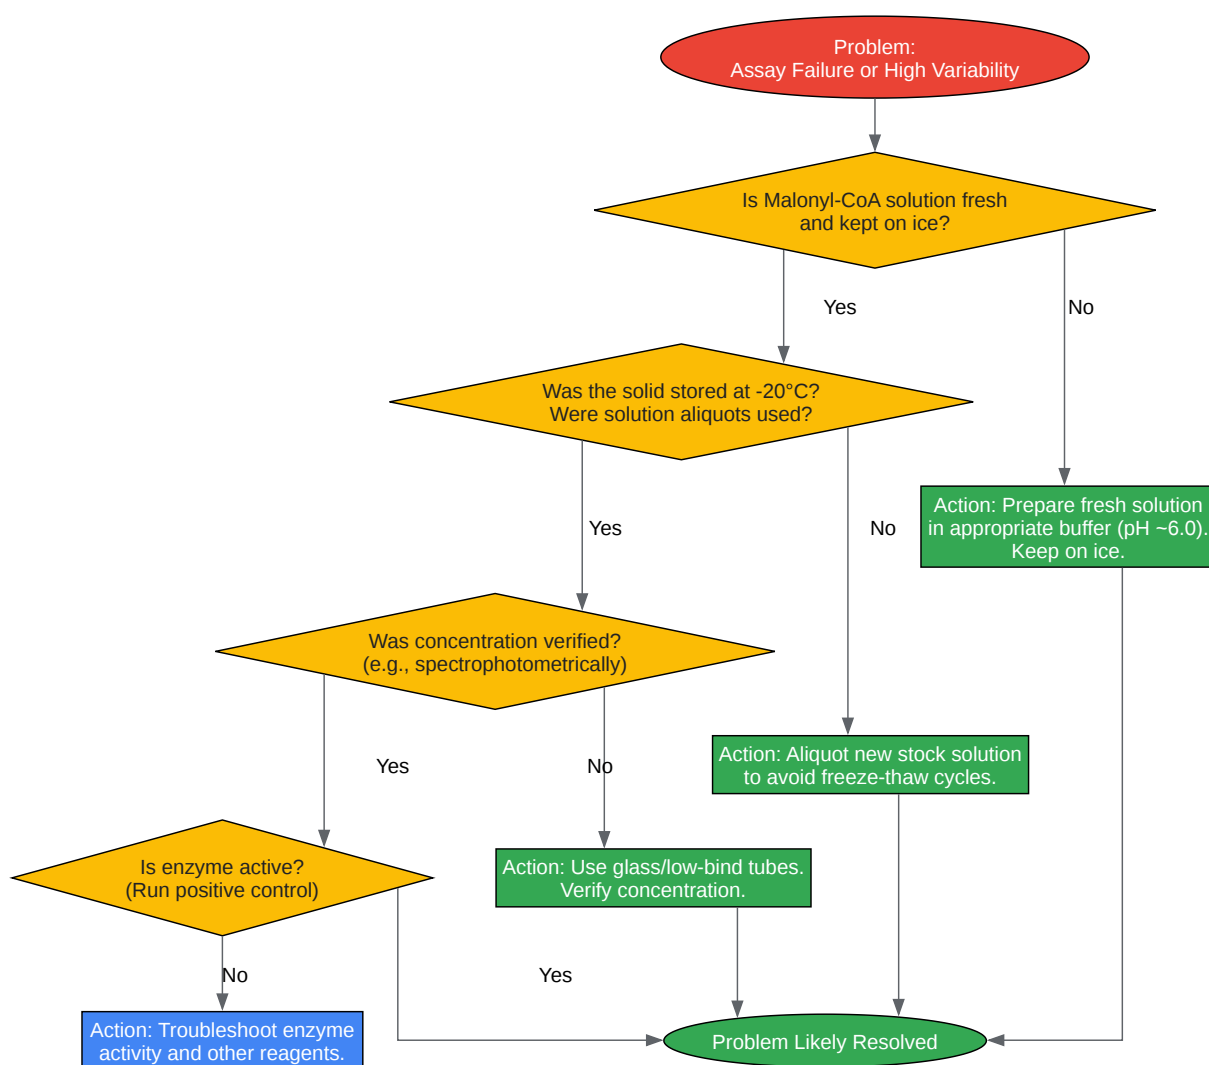 Problem:
Assay Failure or High Variability
Is Malonyl-CoA solution fresh
and kept on ice?
Yes
No
Was the solid stored at -20°C?
Were solution aliquots used?
Yes
No
Action: Prepare fresh solution
in appropriate buffer (pH ~6.0).
Keep on ice.
Was concentration verified?
(e.g., spectrophotometrically)
Yes
No
Action: Aliquot new stock solution
to avoid freeze-thaw cycles.
Is enzyme active?
(Run positive control)
Action: Use glass/low-bind tubes.
Verify concentration.
No
Yes
Action: Troubleshoot enzyme
activity and other reagents.
Problem Likely Resolved